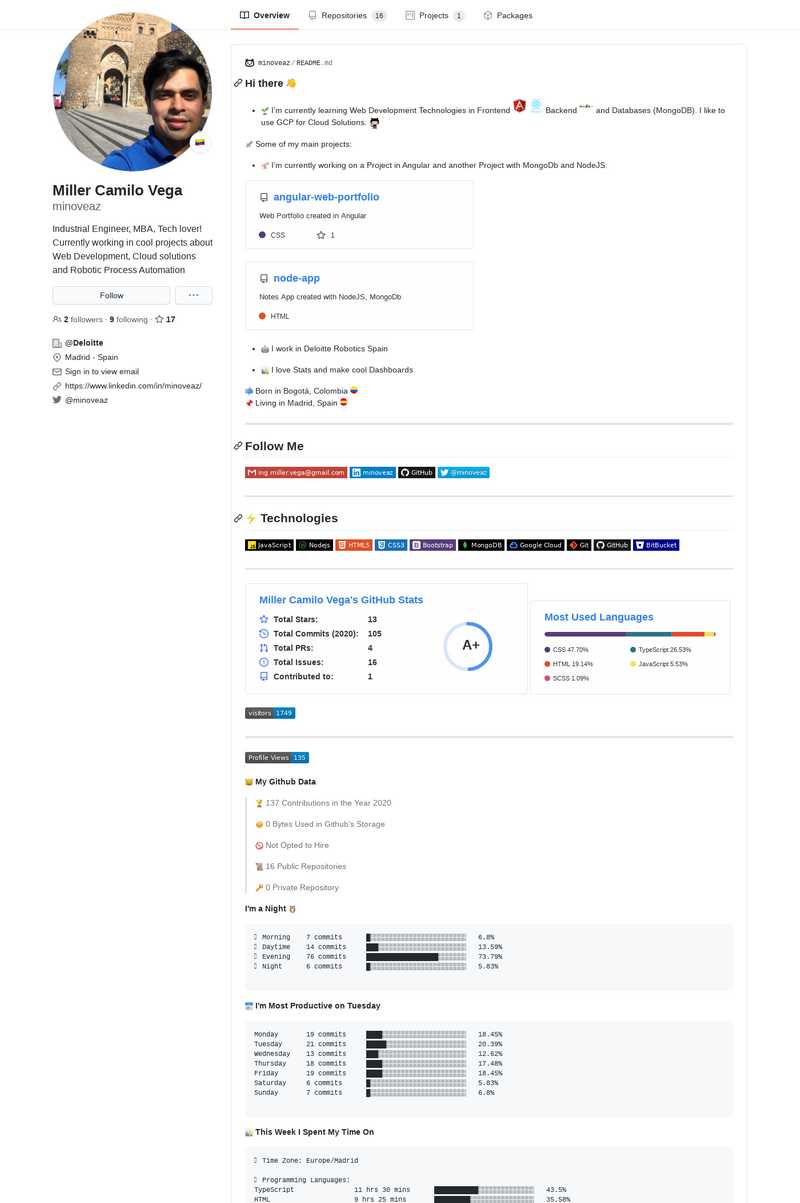 Overview
Repositories 16
Projects 1
Packages
minoveaz/README.md
Hi there 👋
🌱 I'm currently learning Web Development Technologies in Frontend Backend and Databases (MongoDB). I like to
use GCP for Cloud Solutions.
Some of my main projects:
I'm currently working on a Project in Angular and another Project with MongoDb and NodeJS:
angular-web-portfolio
Web Portfolio created in Angular
CSS 1
node-app
Notes App created with NodeJS, MongoDb
HTML
I work in Deloitte Robotics Spain
I love Stats and make cool Dashboards
Born in Bogotá, Colombia
Living in Madrid, Spain
Miller Camilo Vega
minoveaz
Industrial Engineer, MBA, Tech lover!
Currently working in cool projects about
Web Development, Cloud solutions
and Robotic Process Automation
Follow
2 followers · 9 following · 17
@Deloitte
Madrid - Spain
Sign in to view email
https://www.linkedin.com/in/minoveaz/
@minoveaz
Follow Me
ing.miller.vega@gmail.com minoveaz GitHub @minoveaz
⚡ Technologies
JavaScript Nodejs HTML5 CSS3 Bootstrap MongoDB Google Cloud Git GitHub BitBucket
Miller Camilo Vega's GitHub Stats
Total Stars: 13
Total Commits (2020): 105
Total PRs: 4
Total Issues: 16
Contributed to: 1
A+
Most Used Languages
CSS 47.70% TypeScript 26.53%
HTML 19.14% JavaScript 5.53%
SCSS 1.09%
visitors 1749
Profile Views 135
My Github Data
137 Contributions in the Year 2020
0 Bytes Used in Github's Storage
Not Opted to Hire
16 Public Repositories
0 Private Repository
I'm a Night 🦉
Morning 7 commits 6.8%
Daytime 14 commits 13.59%
Evening 76 commits 73.79%
Night 6 commits 5.83%
I'm Most Productive on Tuesday
Monday 19 commits 18.45%
Tuesday 21 commits 20.39%
Wednesday 13 commits 12.62%
Thursday 18 commits 17.48%
Friday 19 commits 18.45%
Saturday 6 commits 5.83%
Sunday 7 commits 6.8%
This Week I Spent My Time On
Time Zone: Europe/Madrid
Programming Languages:
TypeScript 11 hrs 30 mins 43.5%
HTML 9 hrs 25 mins 35.58%